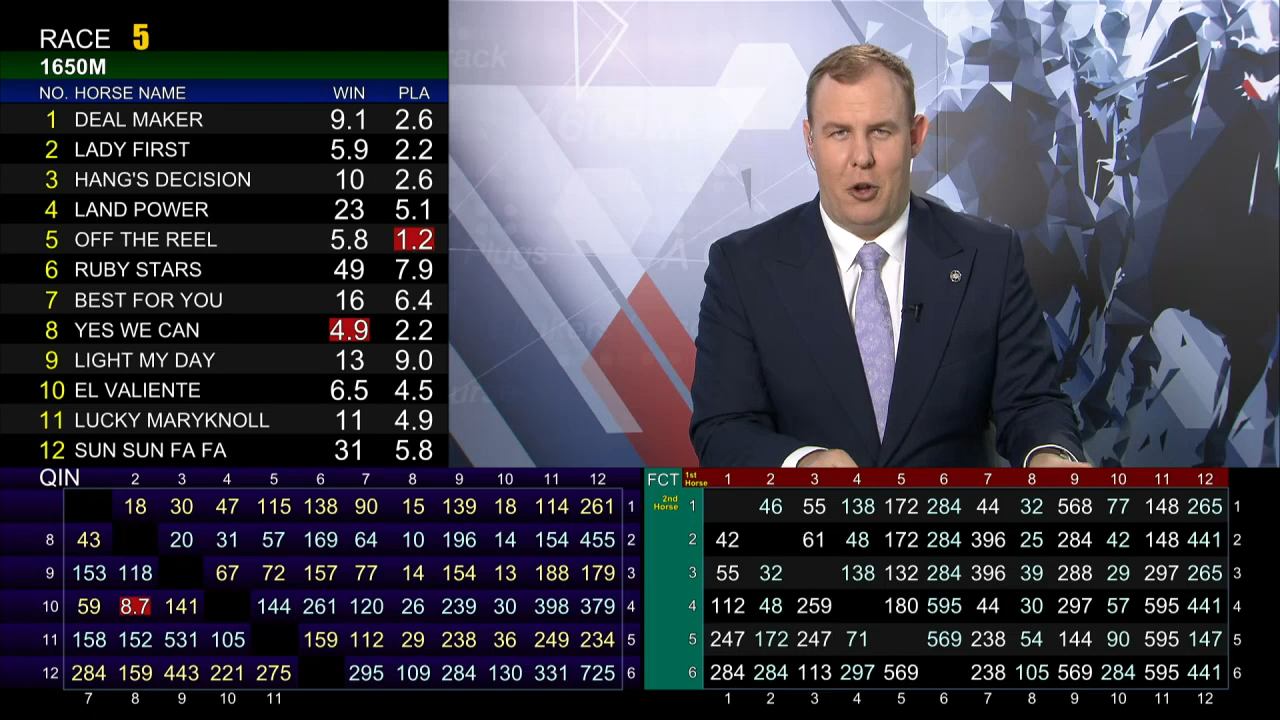 RACE 5
1650M
NO. HORSE NAME WIN PLA
1 DEAL MAKER 9.1 2.6
2 LADY FIRST 5.9 2.2
3 HANG'S DECISION 10 2.6
4 LAND POWER 23 5.1
5 OFF THE REEL 5.8 1.2
6 RUBY STARS 49 7.9
7 BEST FOR YOU 16 6.4
8 YES WE CAN 4.9 2.2
9 LIGHT MY DAY 13 9.0
10 EL VALIENTE 6.5 4.5
11 LUCKY MARYKNOLL 11 4.9
12 SUN SUN FA FA 31 5.8
QIN 2 3 4 5 6 7 8 9 10 11 12
18 30 47 115 138 90 15 139 18 114 261 1
8 43 20 31 57 169 64 10 196 14 154 455 2
9 153 118 67 72 157 77 14 154 13 188 179 3
10 59 8.7 141 144 261 120 26 239 30 398 379 4
11 158 152 531 105 159 112 29 238 36 249 234 5
12 284 159 443 221 275 295 109 284 130 331 725 6
7 8 9 10 11
FCT 1st Horse 1 2 3 4 5 6 7 8 9 10 11 12
2nd Horse 1 46 55 138 172 284 44 32 568 77 148 265 1
2 42 61 48 172 284 396 25 284 42 148 441 2
3 55 32 138 132 284 396 39 288 29 297 265 3
4 112 48 259 180 595 44 30 297 57 595 441 4
5 247 172 247 71 569 238 54 144 90 595 147 5
6 284 284 113 297 569 238 105 569 284 595 441 6
1 2 3 4 5 6 7 8 9 10 11 12